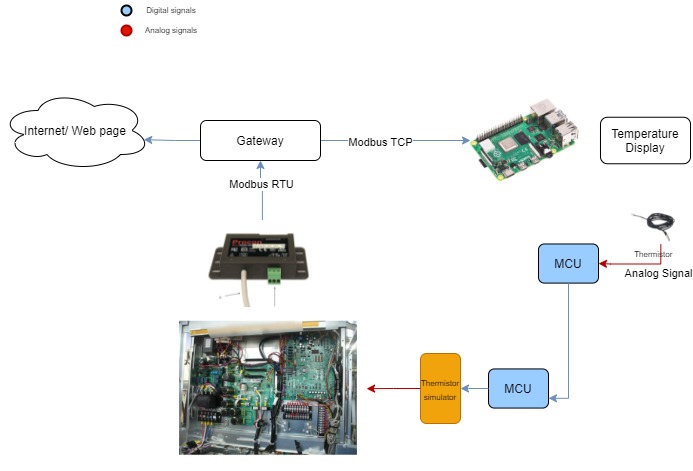 Digital signals
Analog signals
Internet/ Web page
Gateway
Modbus TCP
Temperature
Display
Modbus RTU
Procon
Thermistor
Analog Signal
MCU
Thermistor
simulator
MCU